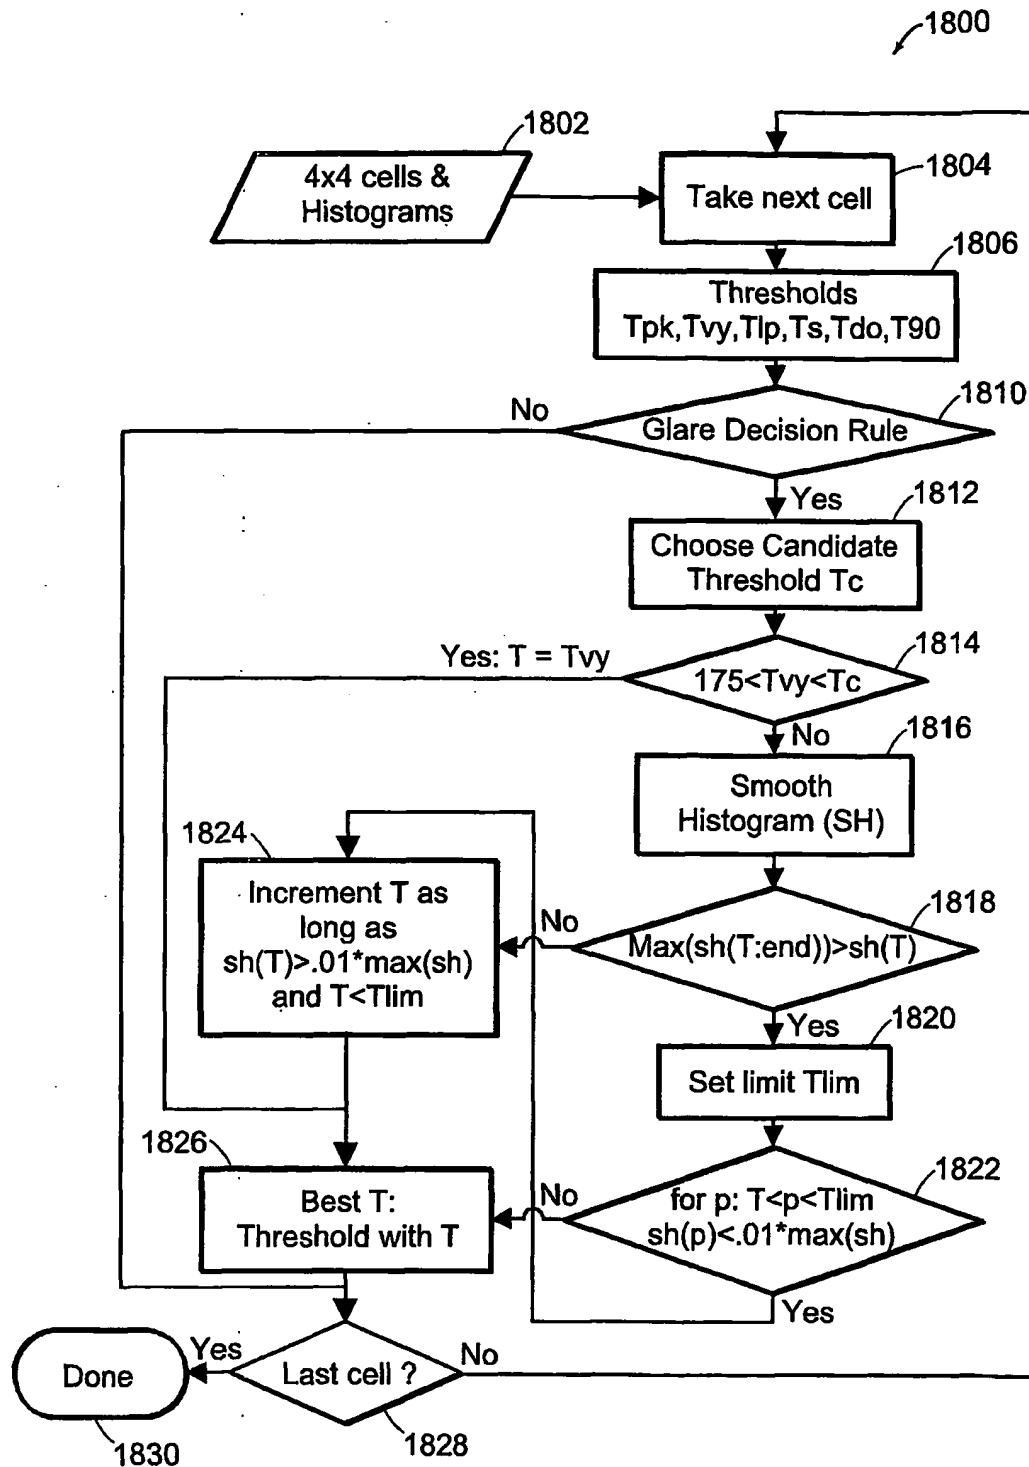 1800
1802
4x4 cells &
Histograms
1804
Take next cell
1806
Thresholds
Tpk,Tvy,Tlp,Ts,Tdo,T90
1810
No
Glare Decision Rule
Yes
1812
Choose Candidate
Threshold Tc
Yes: T = Tvy
1814
175<Tvy<Tc
No
1816
Smooth
Histogram (SH)
1824
Increment T as
long as
sh(T)>.01*max(sh)
and T<Tlim
No
1818
Max(sh(T:end))>sh(T)
Yes
1820
Set limit Tlim
1826
Best T:
Threshold with T
No
1822
for p: T<p<Tlim
sh(p)<.01*max(sh)
Yes
Yes
Last cell ?
No
Done
1828
1830